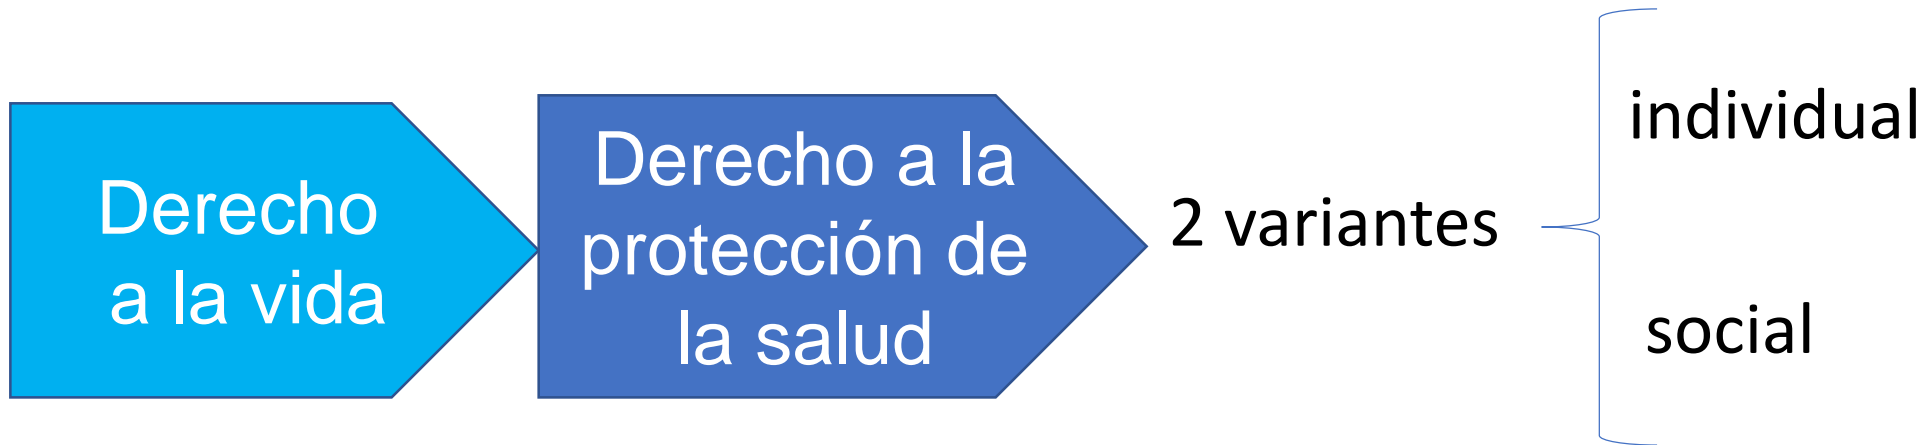 Derecho
a la vida
Derecho a la
protección de
la salud
2 variantes
individual
social